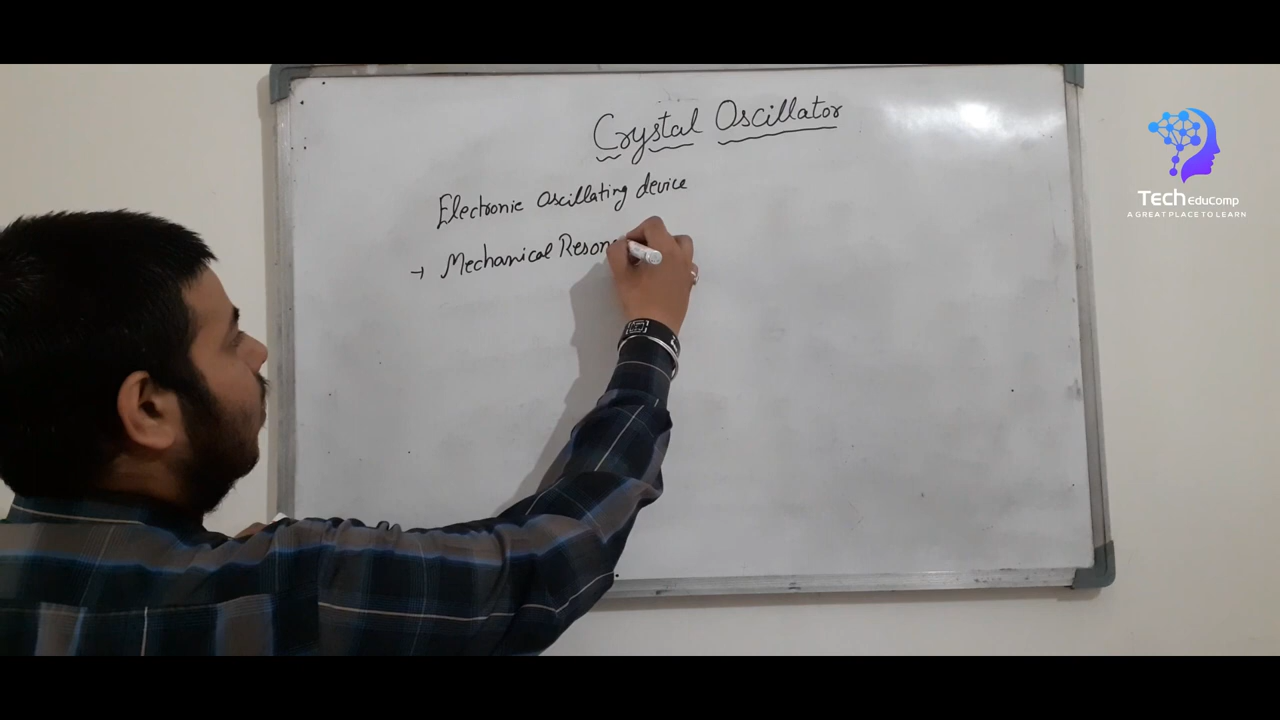 Crystal Oscillator
Electronic Oscillating device
→ Mechanical Reson
Tech EduComp
A GREAT PLACE TO LEARN